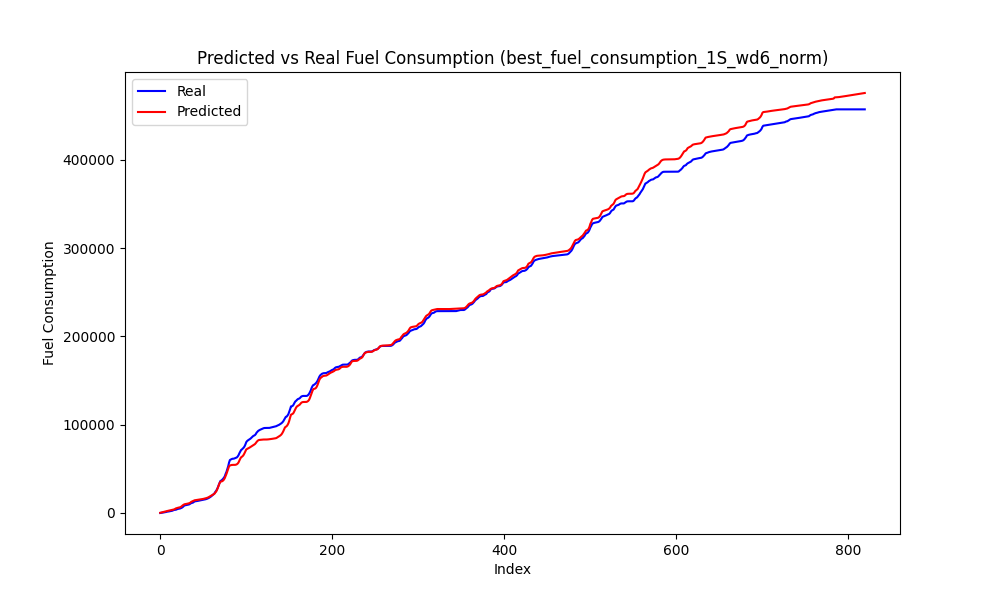 Predicted vs Real Fuel Consumption (best_fuel_consumption_1S_wd6_norm)
Real
Predicted
400000
300000
200000
100000
0
Fuel Consumption
0 200 400 600 800
Index